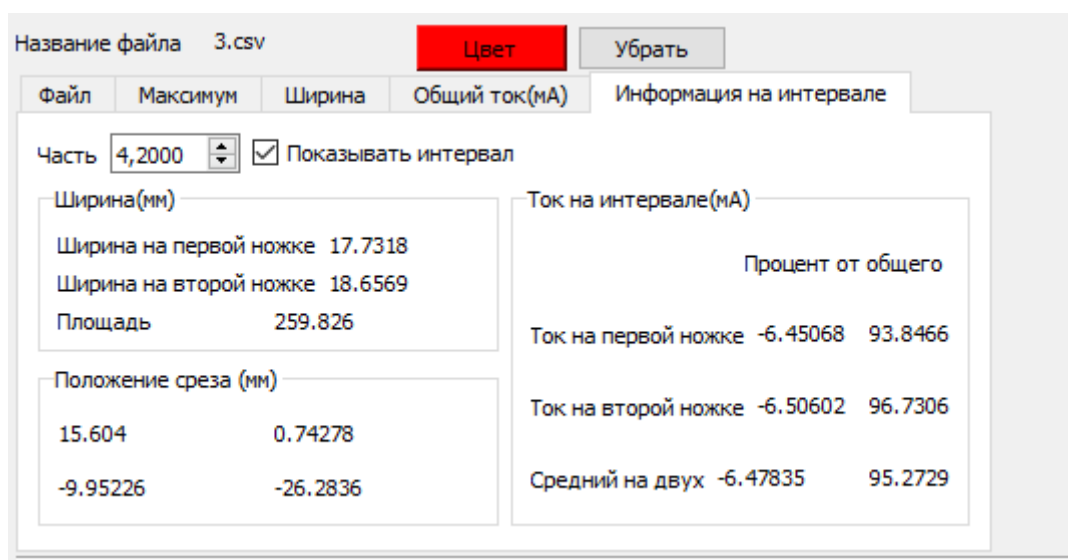 Название файла 3.csv Цвет Убрать
Файл Максимум Ширина Общий ток(мА) Информация на интервале
Часть 4,2000 Показывать интервал
Ширина(мм)
Ширина на первой ножке 17.7318
Ширина на второй ножке 18.6569
Площадь 259.826
Положение среза (мм)
15.604 0.74278
-9.95226 -26.2836
Ток на интервале(мА)
Процент от общего
Ток на первой ножке -6.45068 93.8466
Ток на второй ножке -6.50602 96.7306
Средний на двух -6.47835 95.2729